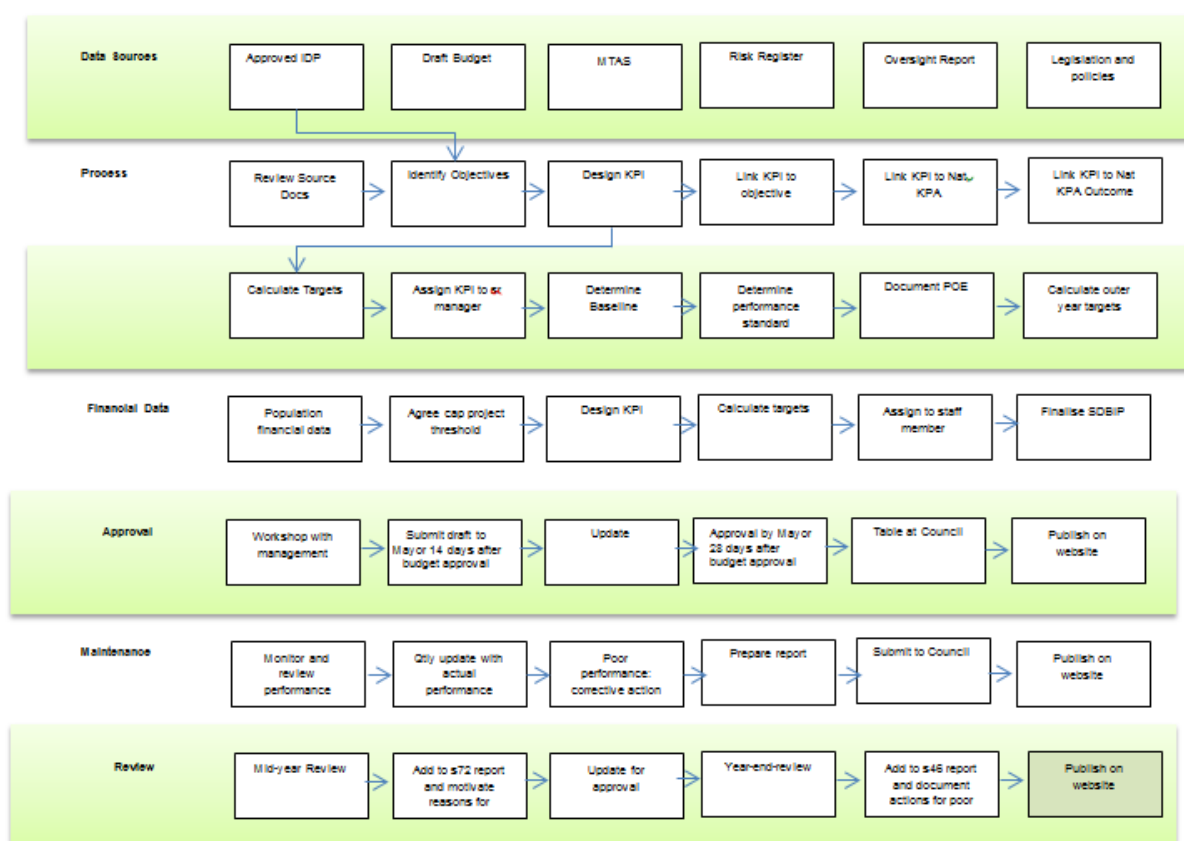 Data Sources
Approved IDP
Draft Budget
MTAS
Risk Register
Oversight Report
Legislation and
policies
Process
Review Source
Docs
Identify Objectives
Design KPI
Link KPI to
objective
Link KPI to Nat
KPA
Link KPI to Nat
KPA Outcome
Calculate Targets
Assign KPI to sr
manager
Determine
Baseline
Determine
performance
standard
Document POE
Calculate outer
year targets
Financial Data
Population
financial data
Agree cap project
threshold
Design KPI
Calculate targets
Assign to staff
member
Finalise SDBIP
Approval
Workshop with
management
Submit draft to
Mayor 14 days after
budget approval
Update
Approval by Mayor
28 days after
budget approval
Table at Council
Publish on
website
Maintenance
Monitor and
review
performance
Qtly update with
actual
performance
Poor
performance:
corrective action
Prepare report
Submit to Council
Publish on
website
Review
Mid-year Review
Add to s72 report
and motivate
reasons for
Update for
approval
Year-end-review
Add to s46 report
and document
actions for poor
Publish on
website